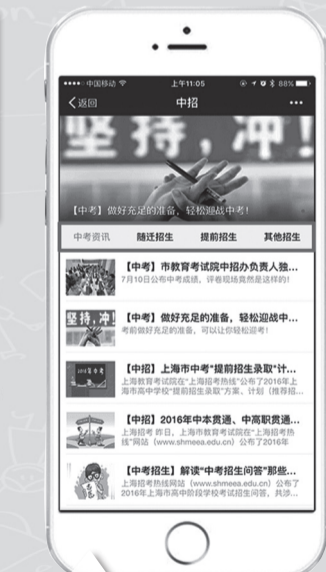 中国移动
上午11:05
88%
返回
中招
坚持,冲!
【中考】做好充足的准备,轻松迎战中考!
中考资讯 随迁招生 提前招生 其他招生
【中考】市教育考试院中招办负责人独...
7月10日公布中考成绩,评卷现场竟然是这样的!
坚持,冲!
【中考】做好充足的准备,轻松迎战中...
考前做好充足的准备,可以让你轻轻迎考!
【中招】上海市中考"提前招生录取"计...
上海教育考试院在"上海招考热线"公布了2016年上
海市高中学校"提前招生录取"方案、计划(推荐招...
【中招】2016年中本贯通、中高职贯通...
上海招考 昨日,上海市教育考试院在"上海招考热
线"网站(www.shmeea.edu.cn)公布了2016年
【中考招生】解读"中考招生问答"那些...
上海招考热线网站(www.shmeea.edu.cn)公布了
2016年上海市高中阶段学校考试招生问答,共涉...